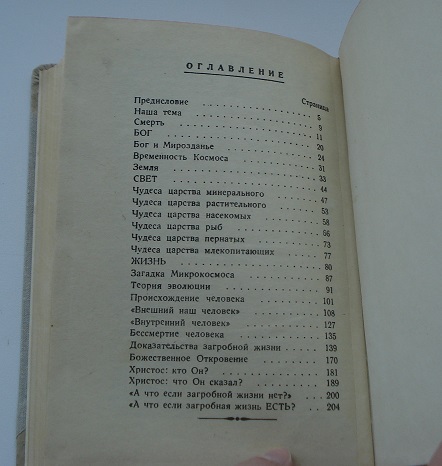 ОГЛАВЛЕНИЕ
Страница
Предисловие 5
Наша тема 9
Смерть 11
БОГ 20
Бог и Мирозданье 24
Временность Космоса 31
Земля 33
СВЕТ 44
Чудеса царства минерального 47
Чудеса царства растительного 53
Чудеса царства насекомых 58
Чудеса царства рыб 66
Чудеса царства пернатых 73
Чудеса царства млекопитающих 77
ЖИЗНЬ 80
Загадка Микрокосмоса 87
Теория эволюции 91
Происхождение человека 101
«Внешний наш человек» 108
«Внутренний человек» 127
Бессмертие человека 135
Доказательства загробной жизни 139
Божественное Откровение 170
Христос: кто Он? 181
Христос: что Он сказал? 189
«А что если загробной жизни нет?» 200
«А что если загробная жизнь ЕСТЬ? 204